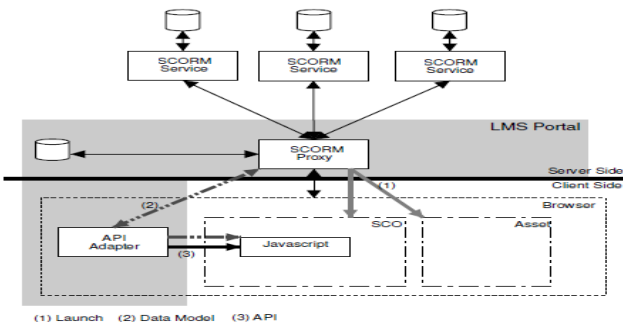 SCORM
Service
SCORM
Service
SCORM
Service
LMS Portal
SCORM
Proxy
Server Side
Client Side
(1)
Browser
(2)
SCO
Asset
API
Adapter
Javascript
(3)
(1) Launch (2) Data Model (3) API